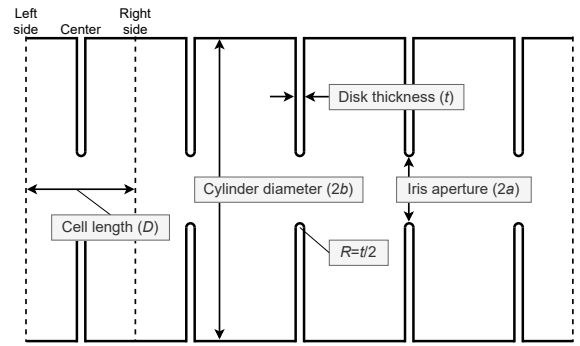 Left
side
Center
Right
side
Disk thickness (t)
Cylinder diameter (2b)
Iris aperture (2a)
Cell length (D)
R=t/2